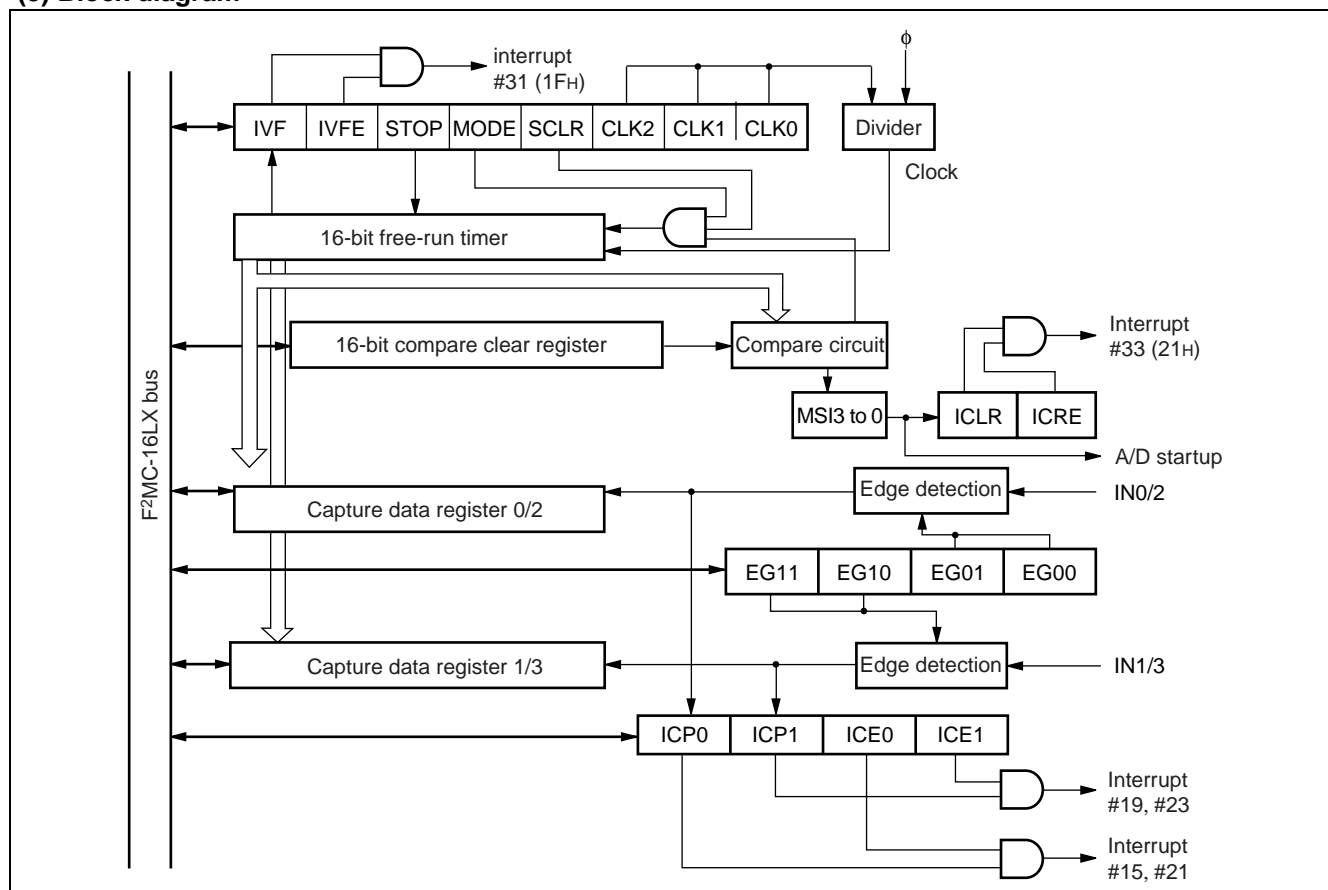 φ
interrupt
#31 (1FH)
IVF IVFE STOP MODE SCLR CLK2 CLK1 CLK0
Divider
Clock
16-bit free-run timer
Interrupt
#33 (21H)
16-bit compare clear register
Compare circuit
MSI3 to 0
ICLR ICRE
A/D startup
F²MC-16LX bus
Capture data register 0/2
Edge detection
IN0/2
EG11 EG10 EG01 EG00
Capture data register 1/3
Edge detection
IN1/3
ICP0 ICP1 ICE0 ICE1
Interrupt
#19, #23
Interrupt
#15, #21